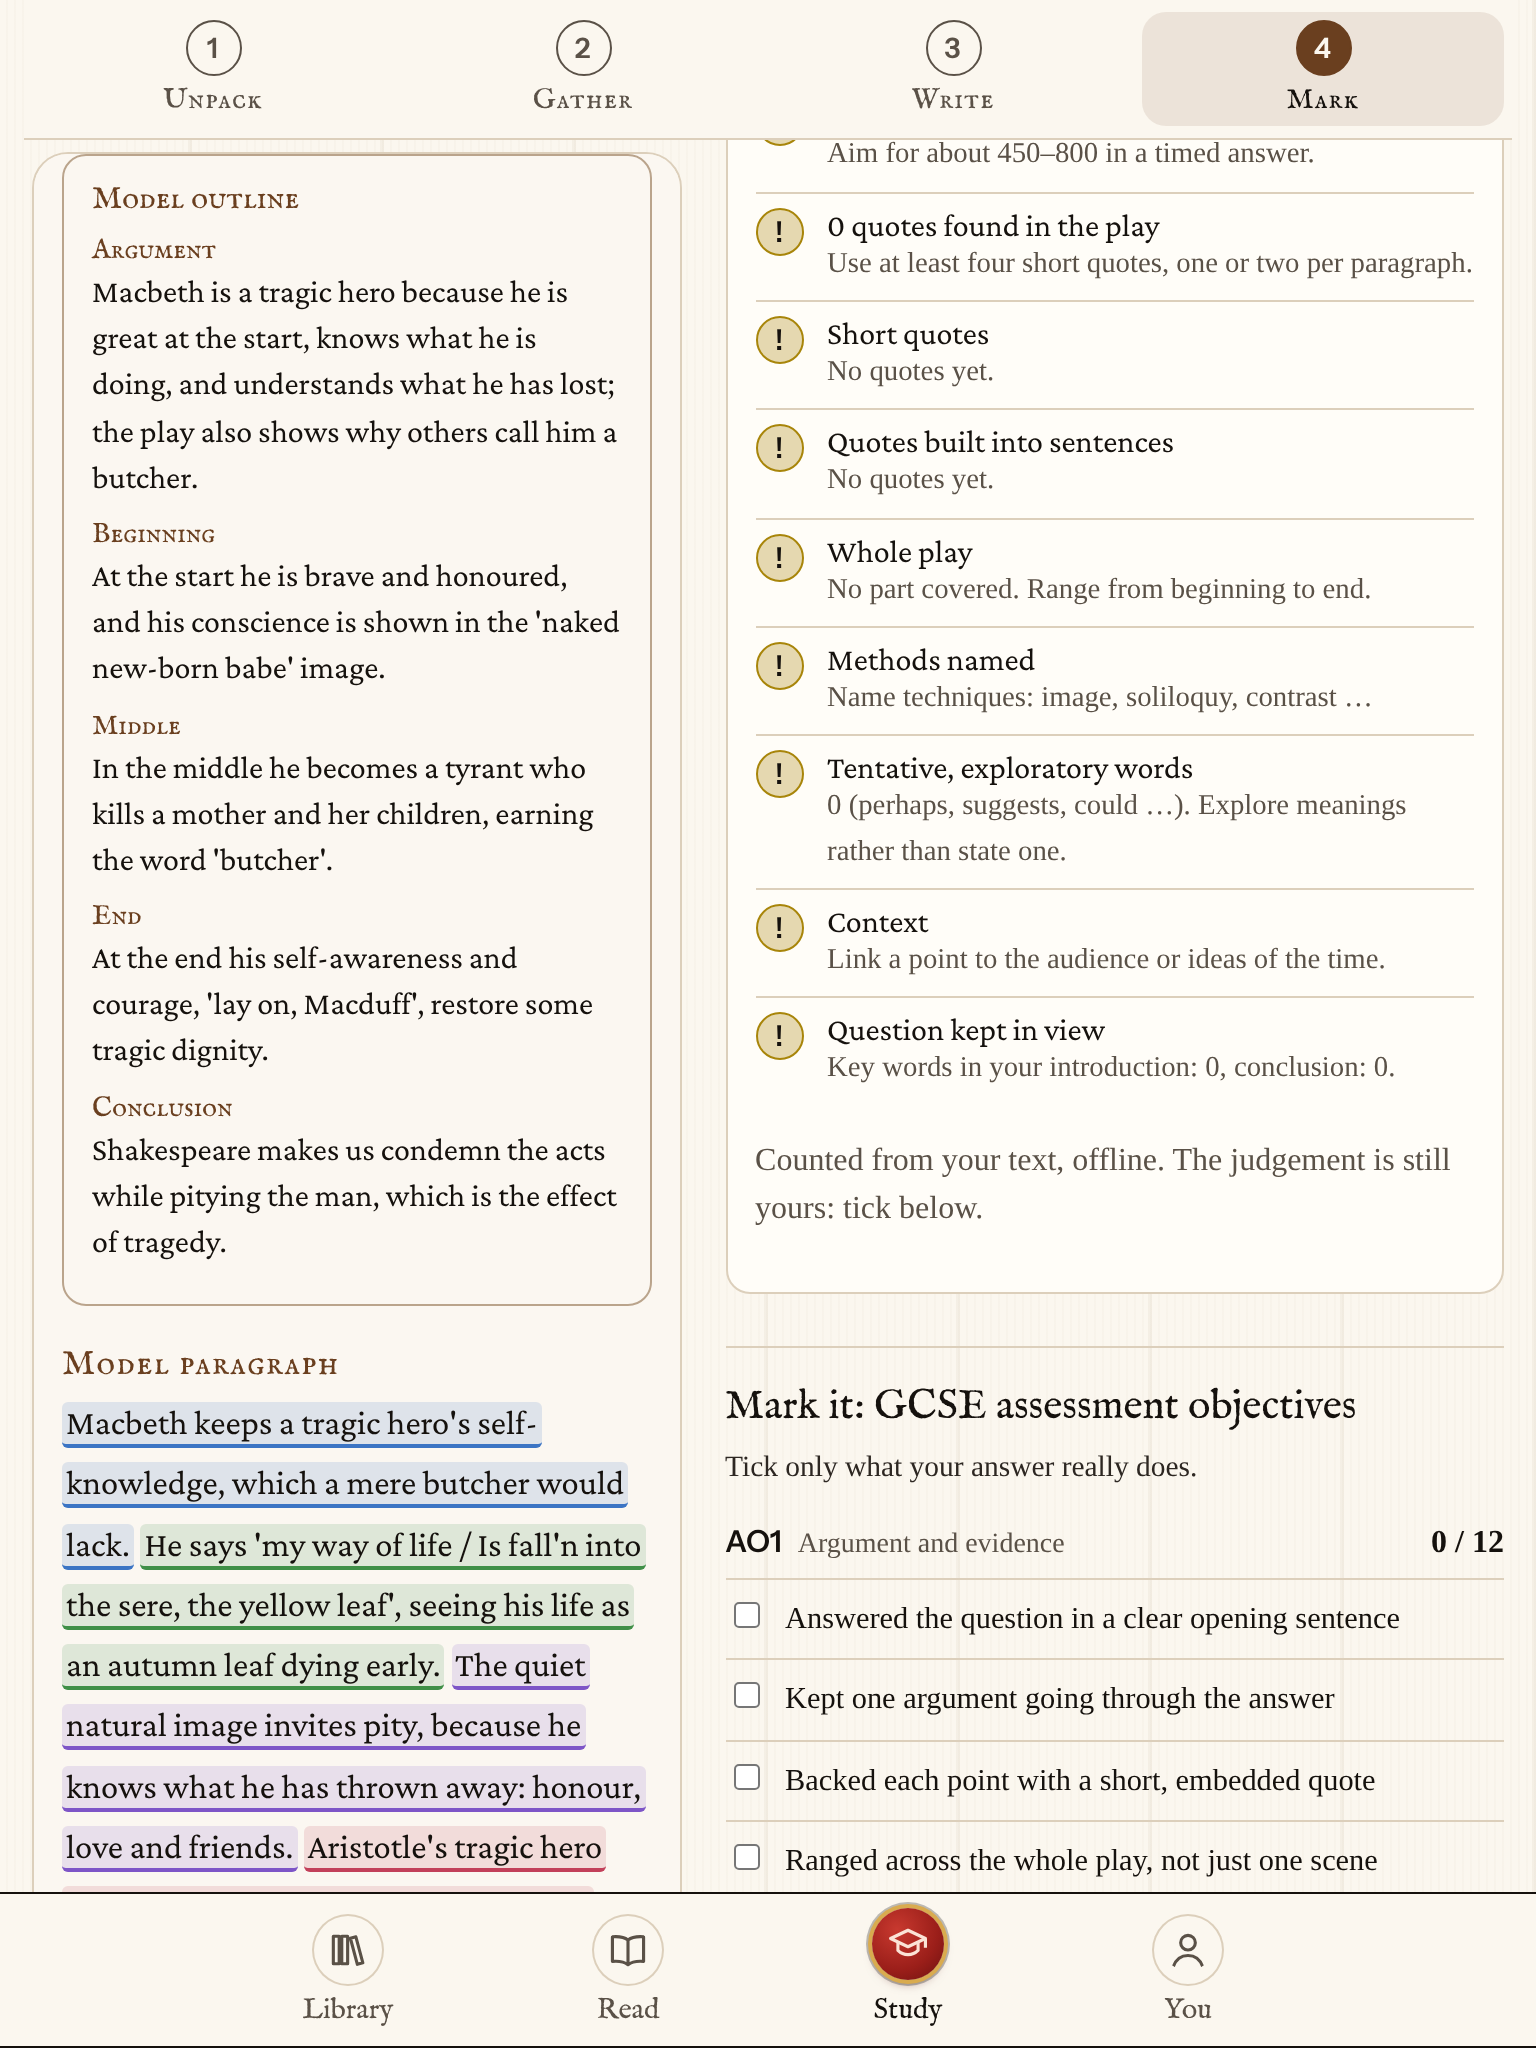 1
Unpack
2
Gather
3
Write
4
Mark
Model outline
Argument
Macbeth is a tragic hero because he is
great at the start, knows what he is
doing, and understands what he has lost;
the play also shows why others call him a
butcher.
Beginning
At the start he is brave and honoured,
and his conscience is shown in the 'naked
new-born babe' image.
Middle
In the middle he becomes a tyrant who
kills a mother and her children, earning
the word 'butcher'.
End
At the end his self-awareness and
courage, 'lay on, Macduff', restore some
tragic dignity.
Conclusion
Shakespeare makes us condemn the acts
while pitying the man, which is the effect
of tragedy.
Model paragraph
Macbeth keeps a tragic hero's self-
knowledge, which a mere butcher would
lack. He says 'my way of life / Is fall'n into
the sere, the yellow leaf', seeing his life as
an autumn leaf dying early. The quiet
natural image invites pity, because he
knows what he has thrown away: honour,
love and friends. Aristotle's tragic hero
Aim for about 450–800 in a timed answer.
! 0 quotes found in the play
Use at least four short quotes, one or two per paragraph.
! Short quotes
No quotes yet.
! Quotes built into sentences
No quotes yet.
! Whole play
No part covered. Range from beginning to end.
! Methods named
Name techniques: image, soliloquy, contrast …
! Tentative, exploratory words
0 (perhaps, suggests, could …). Explore meanings
rather than state one.
! Context
Link a point to the audience or ideas of the time.
! Question kept in view
Key words in your introduction: 0, conclusion: 0.
Counted from your text, offline. The judgement is still
yours: tick below.
Mark it: GCSE assessment objectives
Tick only what your answer really does.
AO1 Argument and evidence 0 / 12
Answered the question in a clear opening sentence
Kept one argument going through the answer
Backed each point with a short, embedded quote
Ranged across the whole play, not just one scene
Library
Read
Study
You